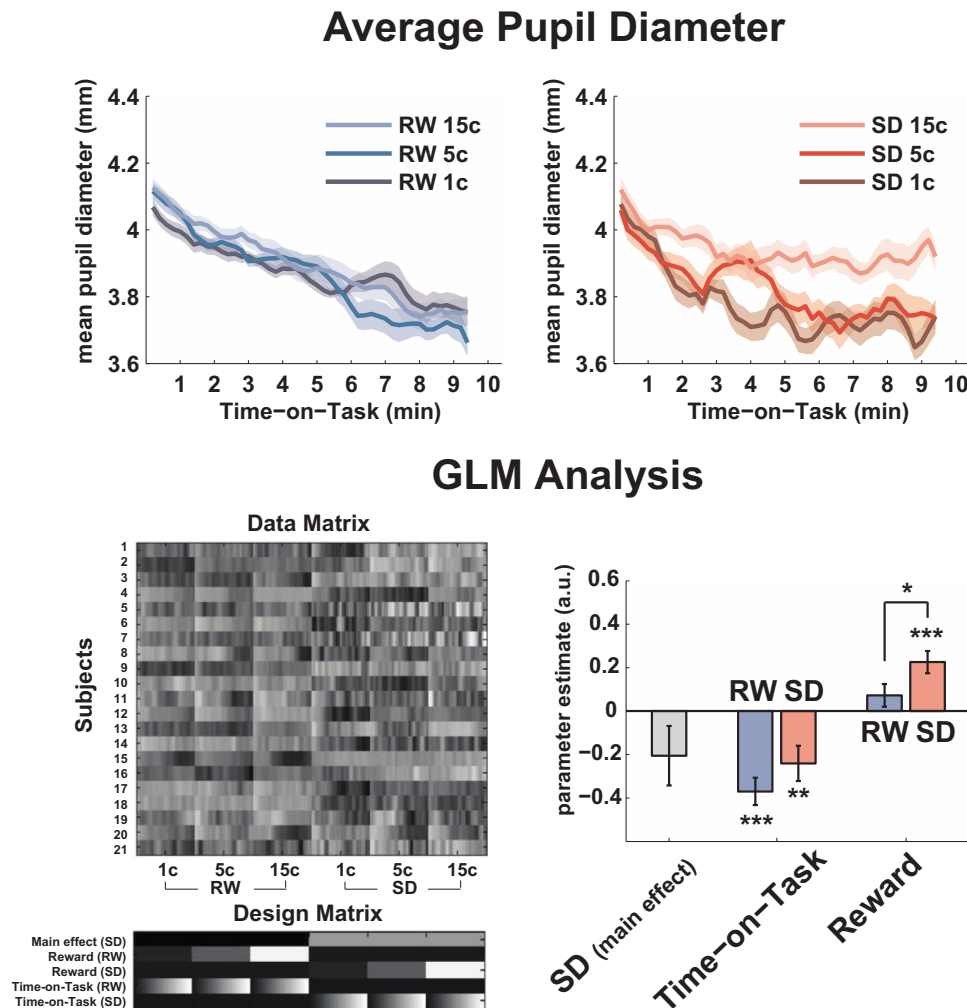 Average Pupil Diameter
mean pupil diameter (mm)
4.4
4.2
4
3.8
3.6
RW 15c
RW 5c
RW 1c
1 2 3 4 5 6 7 8 9 10
Time−on−Task (min)
mean pupil diameter (mm)
4.4
4.2
4
3.8
3.6
SD 15c
SD 5c
SD 1c
1 2 3 4 5 6 7 8 9 10
Time−on−Task (min)
GLM Analysis
Data Matrix
Subjects
1
2
3
4
5
6
7
8
9
10
11
12
13
14
15
16
17
18
19
20
21
1c 5c 15c 1c 5c 15c
RW SD
Design Matrix
Main effect (SD)
Reward (RW)
Reward (SD)
Time-on-Task (RW)
Time-on-Task (SD)
parameter estimate (a.u.)
0.6
0.4
0.2
0
−0.2
−0.4
*
***
RW SD
RW SD
**
***
SD (main effect)
Time−on−Task
Reward